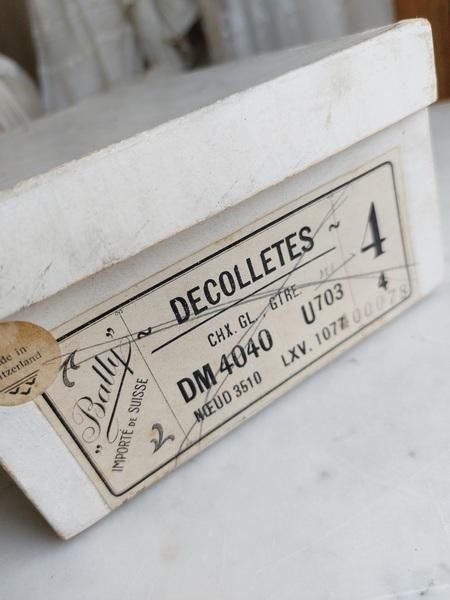 de in
itzerland
„Bally”
IMPORTÉ DE SUISSE
~ DECOLLETES ~
CHX. GL. GTRE.
DM 4040 U703
NŒUD 3510 LXV. 1077
4
4